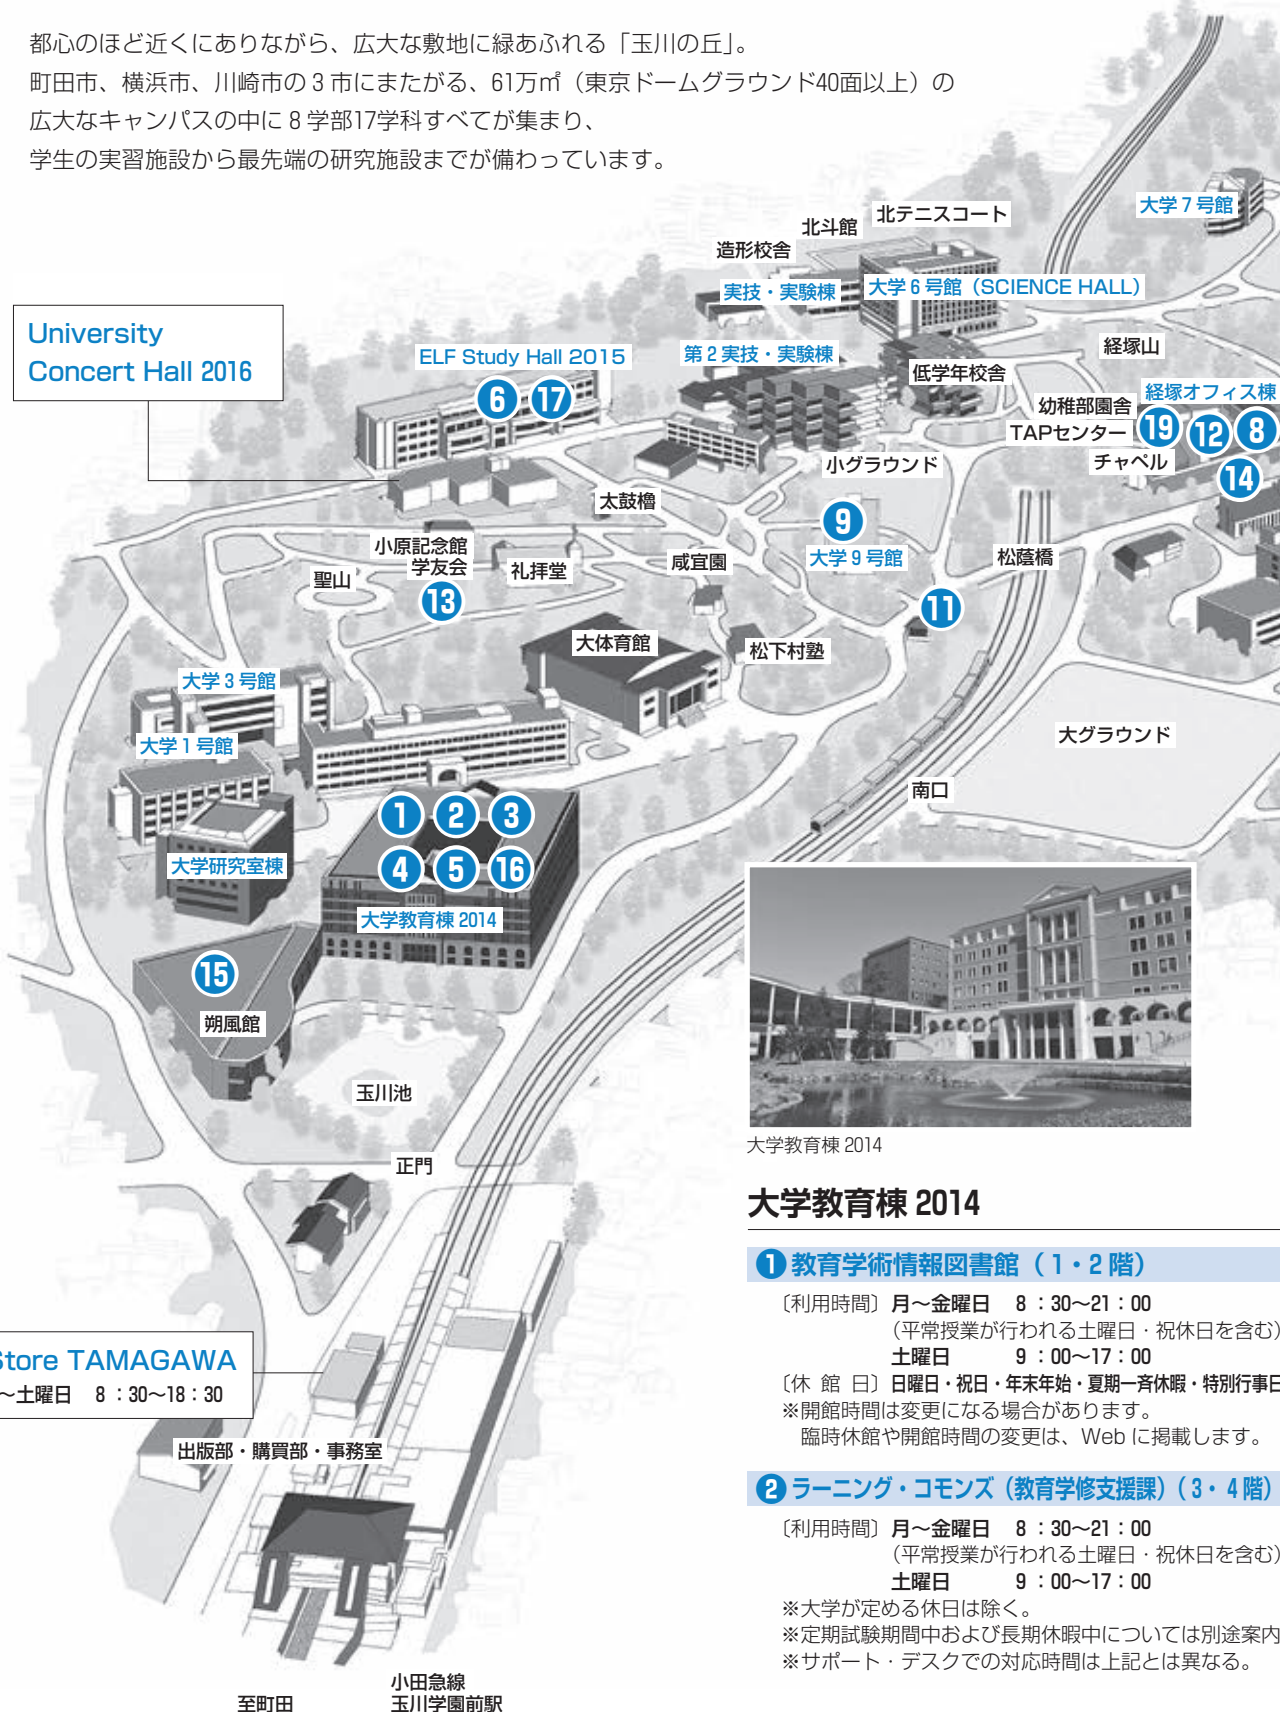 都心のほど近くにありながら、広大な敷地に緑あふれる「玉川の丘」。
町田市、横浜市、川崎市の３市にまたがる、61万㎡（東京ドームグラウンド40面以上）の
広大なキャンパスの中に８学部17学科すべてが集まり、
学生の実習施設から最先端の研究施設までが備わっています。
大学７号館
北テニスコート
北斗館
造形校舎
実技・実験棟
大学６号館（SCIENCE HALL）
University
Concert Hall 2016
ELF Study Hall 2015
6 17
第２実技・実験棟
経塚山
低学年校舎
経塚オフィス棟
幼稚部園舎
TAPセンター
19 12 8
チャペル
14
小グラウンド
太鼓櫓
9
大学９号館
松蔭橋
小原記念館
学友会
13
礼拝堂
咸宜園
聖山
11
大体育館
松下村塾
大学３号館
大学１号館
大グラウンド
南口
1 2 3
4 5 16
大学研究室棟
大学教育棟 2014
15
朔風館
玉川池
大学教育棟 2014
正門
大学教育棟 2014
1 教育学術情報図書館（１・２階）
〔利用時間〕月～金曜日 8：30～21：00
（平常授業が行われる土曜日・祝休日を含む）
土曜日 9：00～17：00
〔休 館 日〕日曜日・祝日・年末年始・夏期一斉休暇・特別行事日
※開館時間は変更になる場合があります。
臨時休館や開館時間の変更は、Web に掲載します。
Store TAMAGAWA
～土曜日 8：30～18：30
出版部・購買部・事務室
2 ラーニング・コモンズ（教育学修支援課）（３・４階）
〔利用時間〕月～金曜日 8：30～21：00
（平常授業が行われる土曜日・祝休日を含む）
土曜日 9：00～17：00
※大学が定める休日は除く。
※定期試験期間中および長期休暇中については別途案内
※サポート・デスクでの対応時間は上記とは異なる。
小田急線
玉川学園前駅
至町田